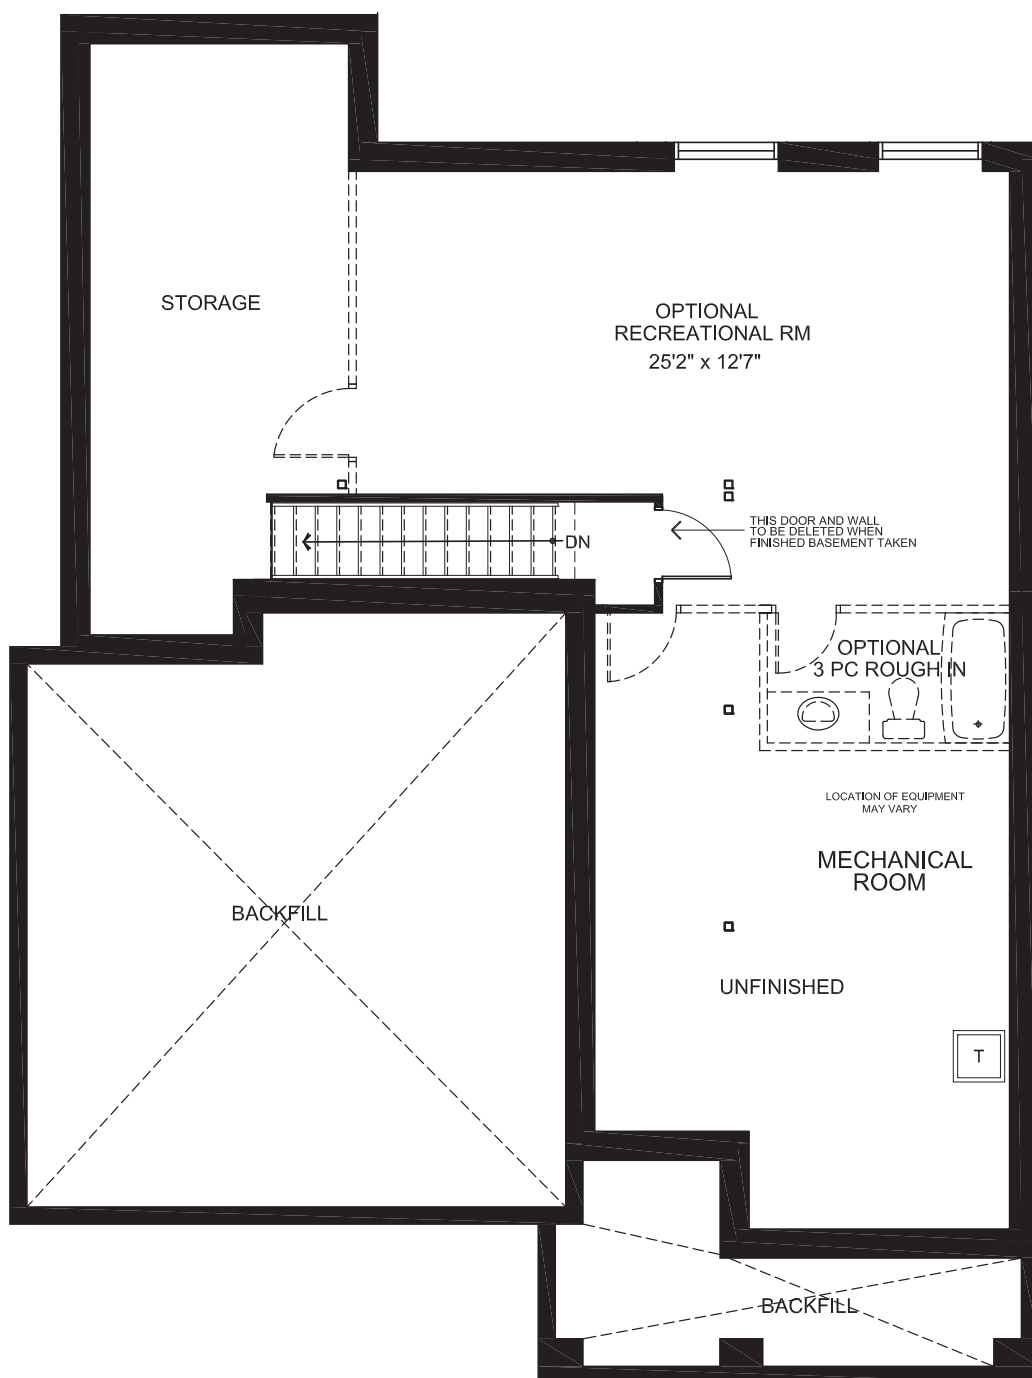 STORAGE
OPTIONAL
RECREATIONAL RM
25'2" x 12'7"
DN
THIS DOOR AND WALL
TO BE DELETED WHEN
FINISHED BASEMENT TAKEN
OPTIONAL
3 PC ROUGH IN
LOCATION OF EQUIPMENT
MAY VARY
MECHANICAL
ROOM
BACKFILL
UNFINISHED
T
BACKFILL